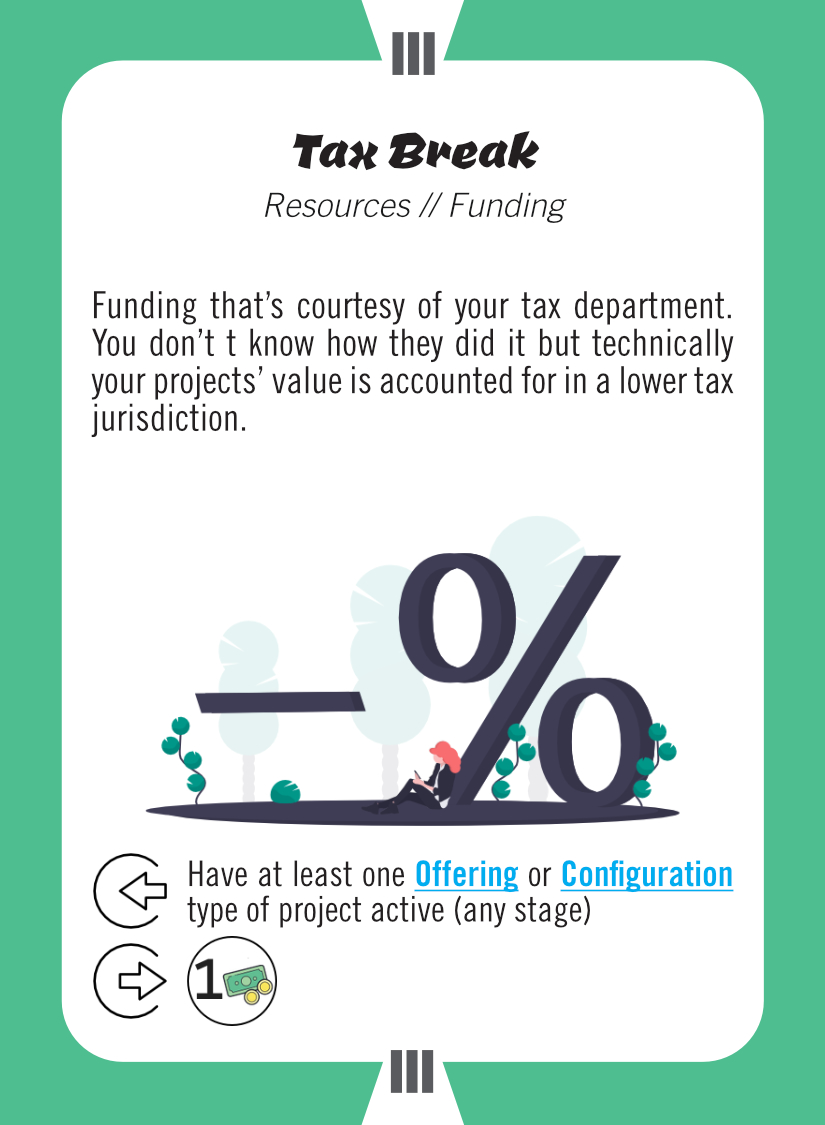 III
Tax Break
Resources // Funding
Funding that’s courtesy of your tax department.
You don’t t know how they did it but technically
your projects’ value is accounted for in a lower tax
jurisdiction.
–%
Have at least one Offering or Configuration
type of project active (any stage)
1
III